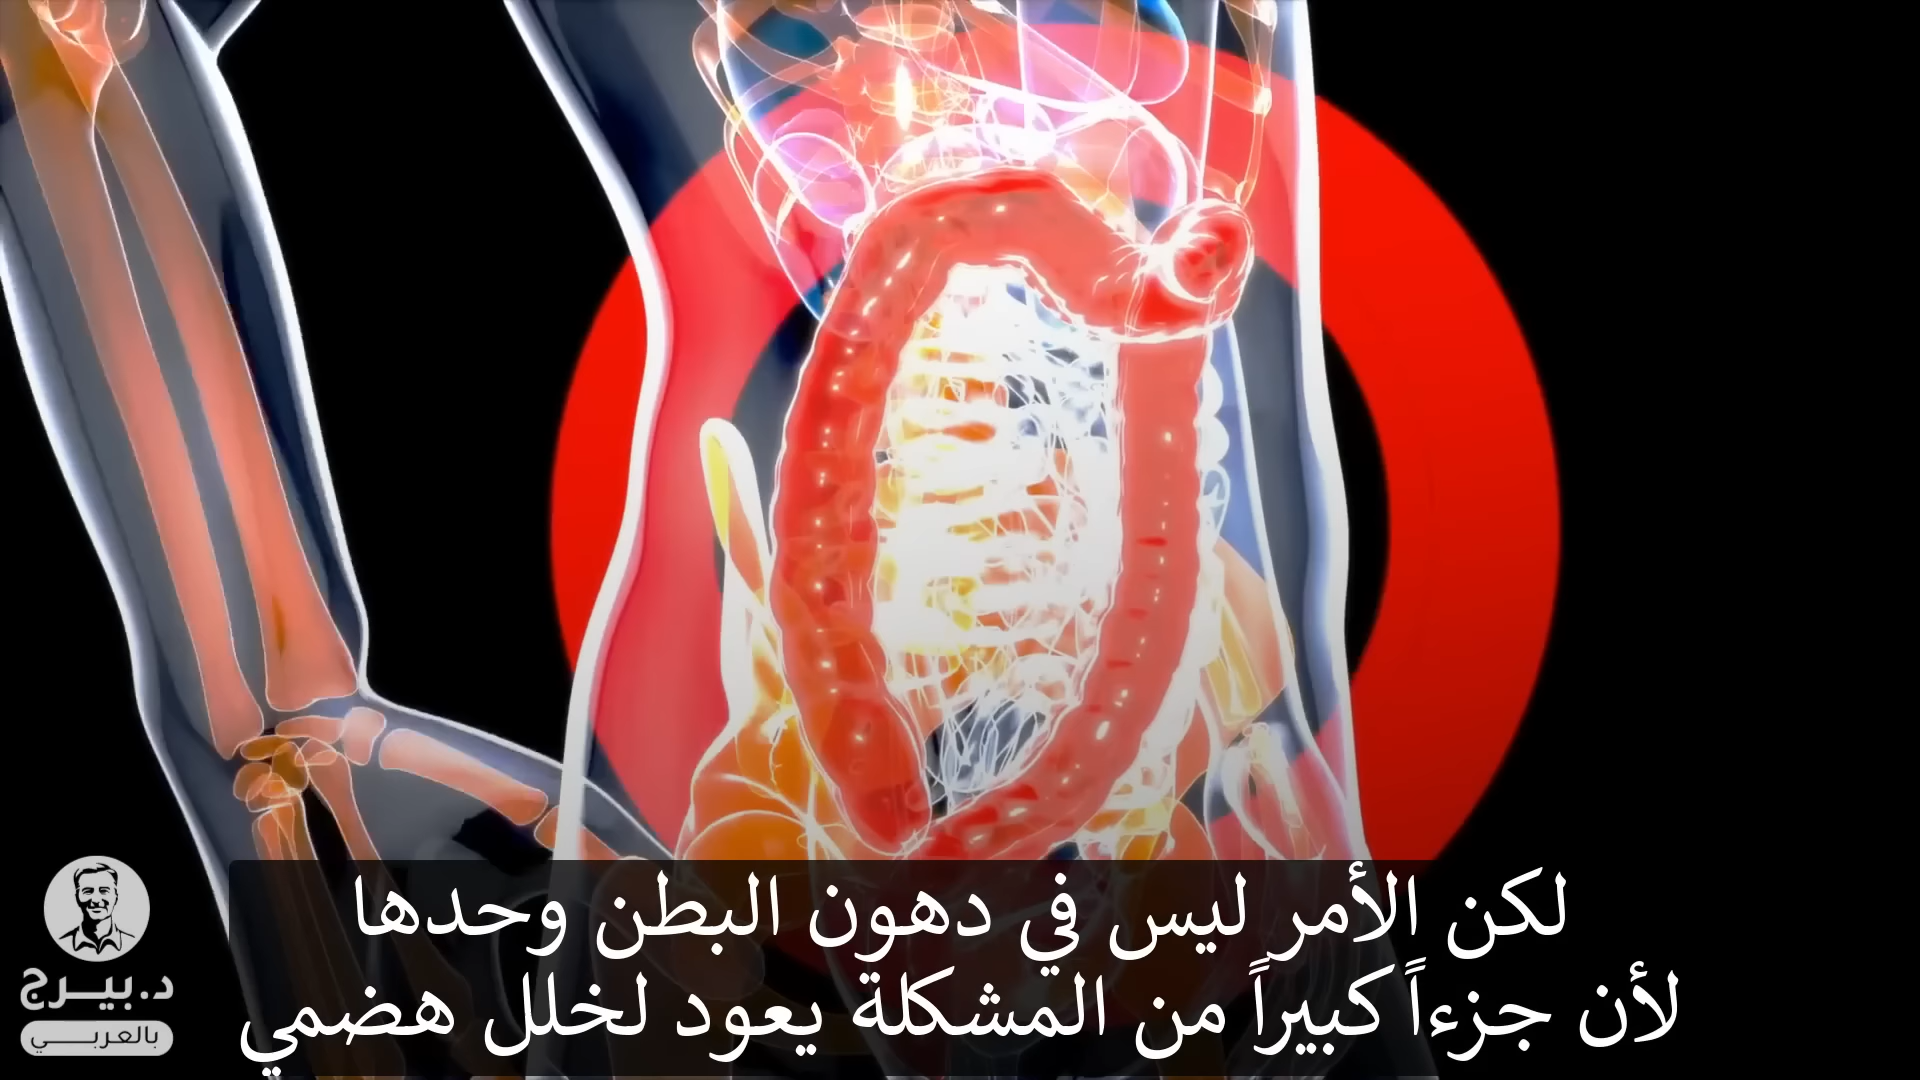 لكن الأمر ليس في دهون البطن وحدها
لأن جزءاً كبيراً من المشكلة يعود لخلل هضمي
د.بيرج
بالعربي